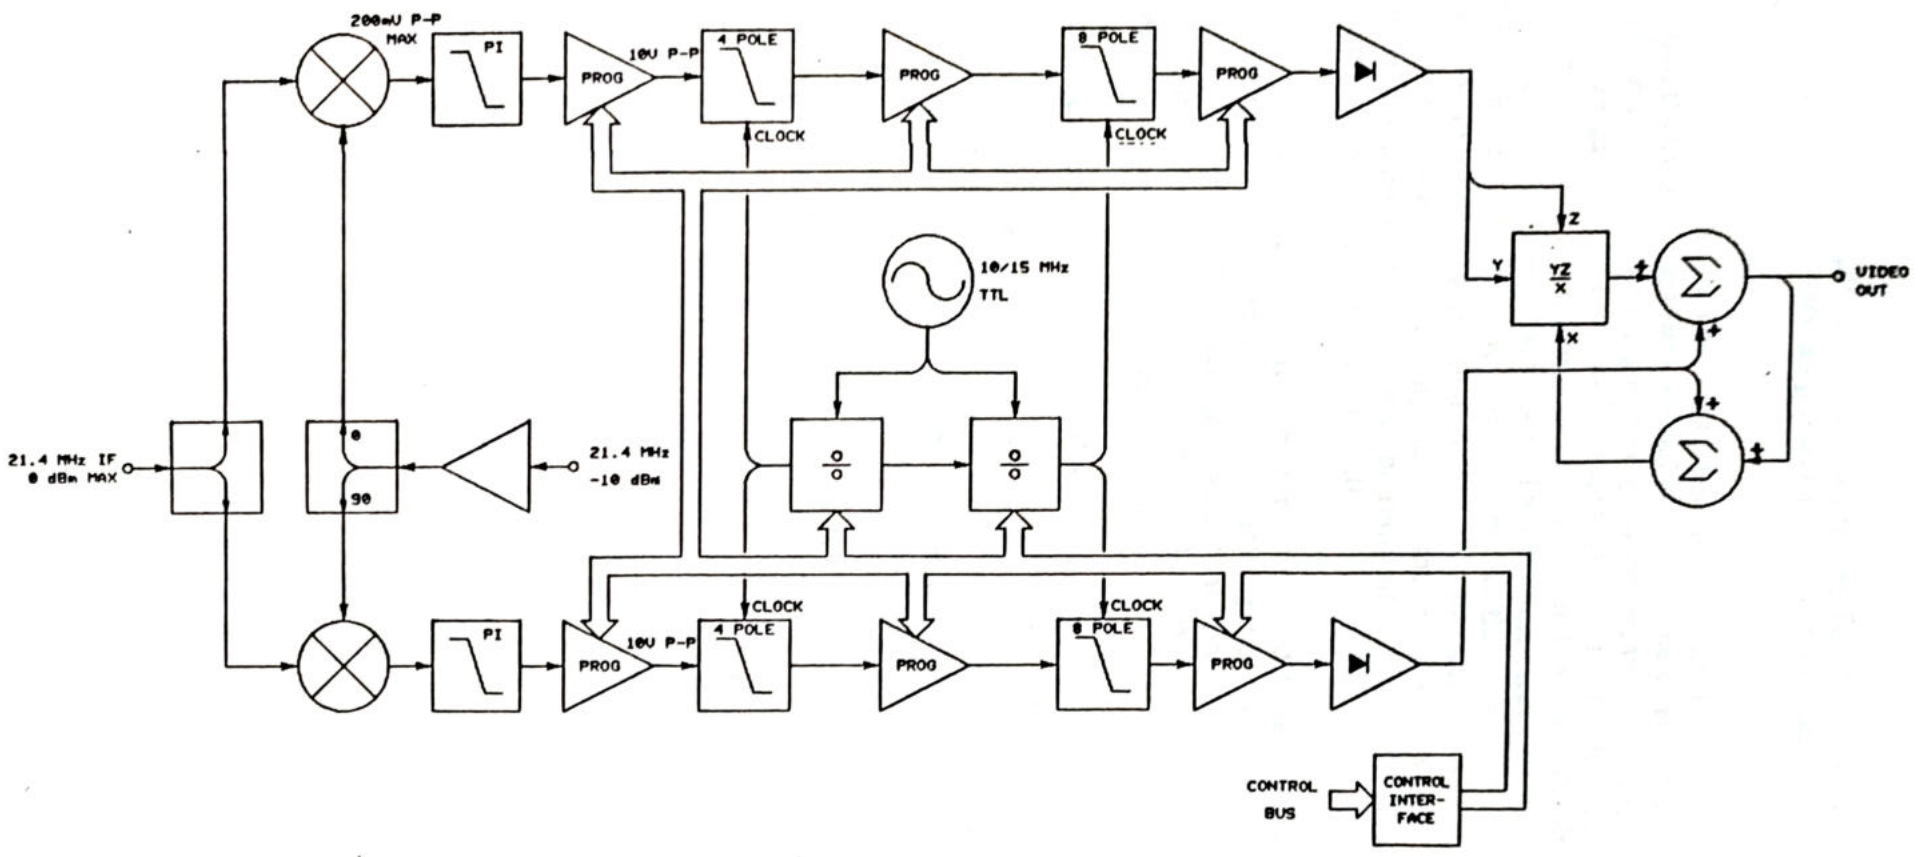 200mV P-P
MAX
PI
PROG
10V P-P
4 POLE
CLOCK
PROG
8 POLE
CLOCK
PROG
10/15 MHz
TTL
Z
Y
YZ
X
X
+
Σ
+
VIDEO
OUT
21.4 MHz IF
0 dBm MAX
0
90
21.4 MHz
-10 dBm
÷
÷
+
Σ
+
PI
PROG
10V P-P
CLOCK
4 POLE
PROG
CLOCK
8 POLE
PROG
CONTROL
BUS
CONTROL
INTER-
FACE